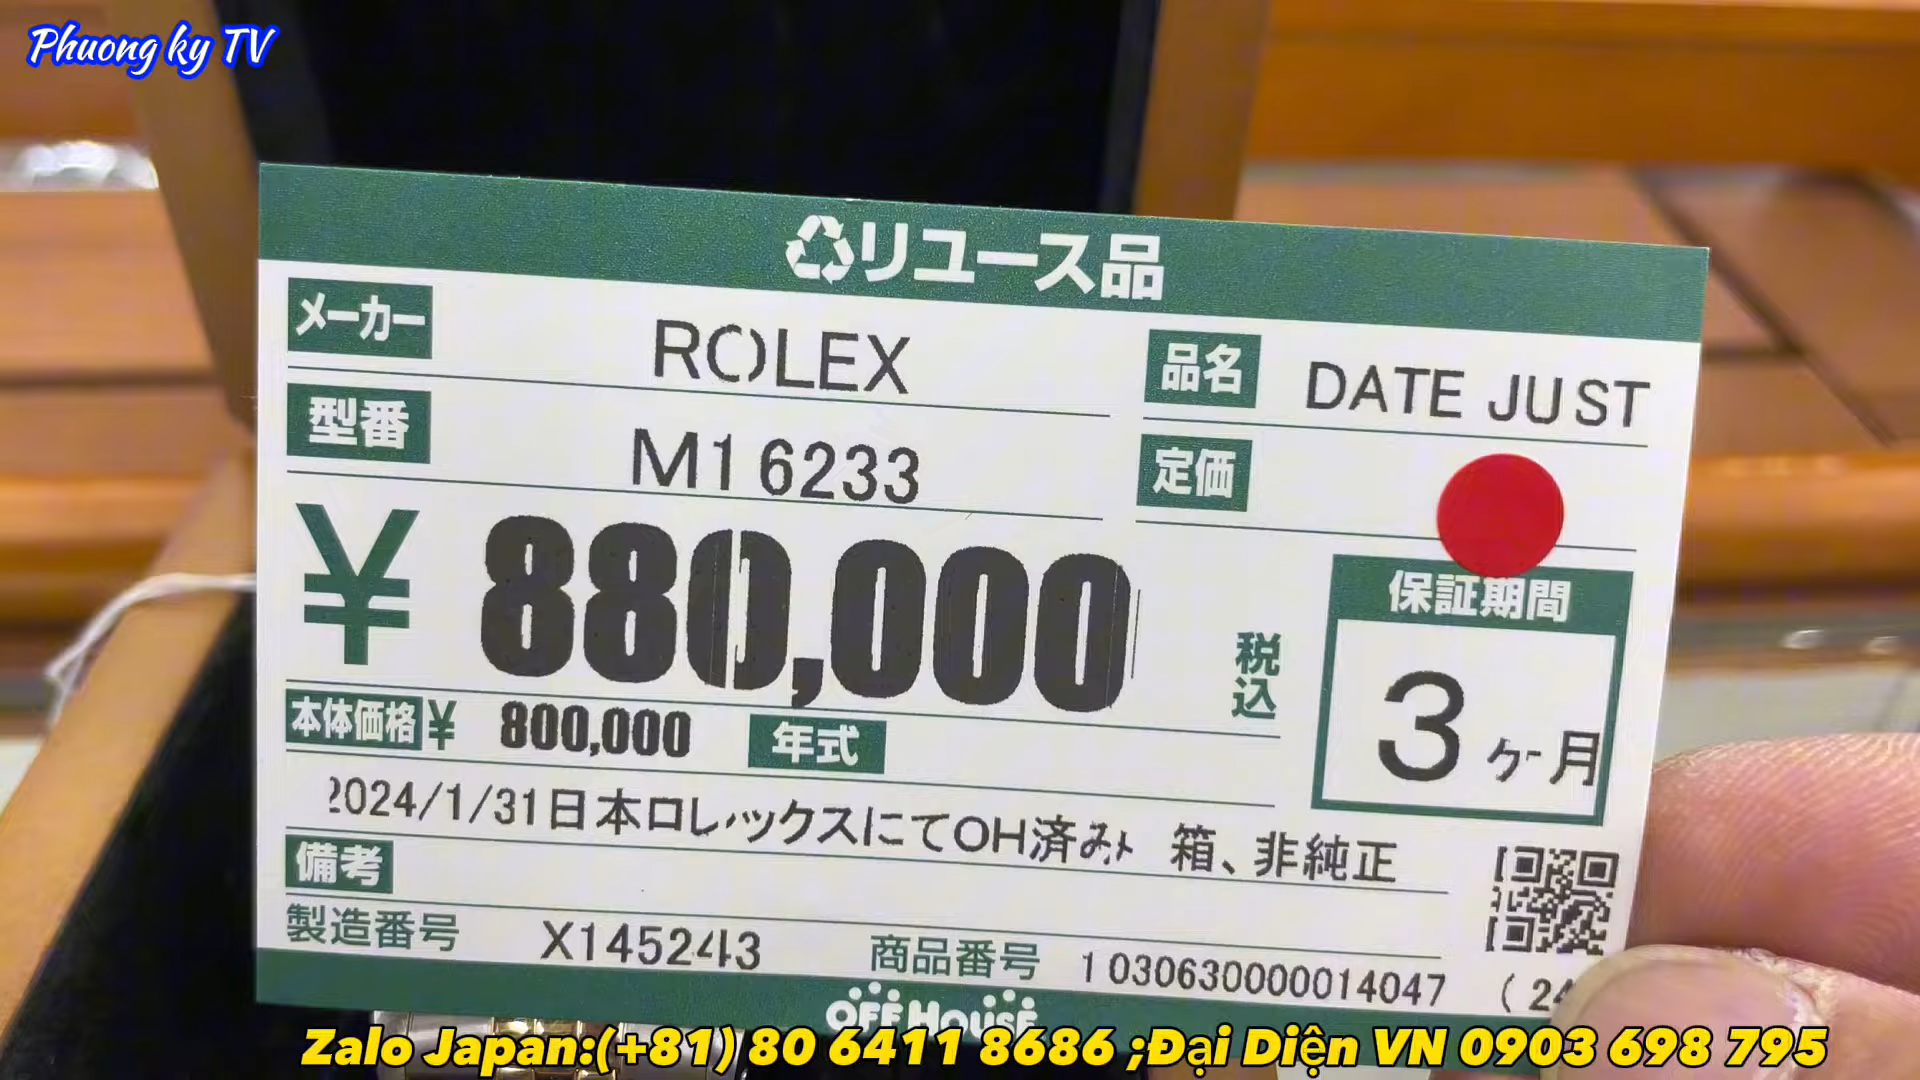 Phuong ky TV
リユース品
メーカー ROLEX 品名 DATE JUST
型番 M16233 定価
¥ 880,000 税込
保証期間
3ヶ月
本体価格 ¥ 800,000 年式
2024/1/31日本ロレックスにてOH済み 箱、非純正
備考
製造番号 X145243 商品番号 1030630000014047 (24
OFF HOUSE
Zalo Japan:(+81) 80 6411 8686 ;Đại Diện VN 0903 698 795